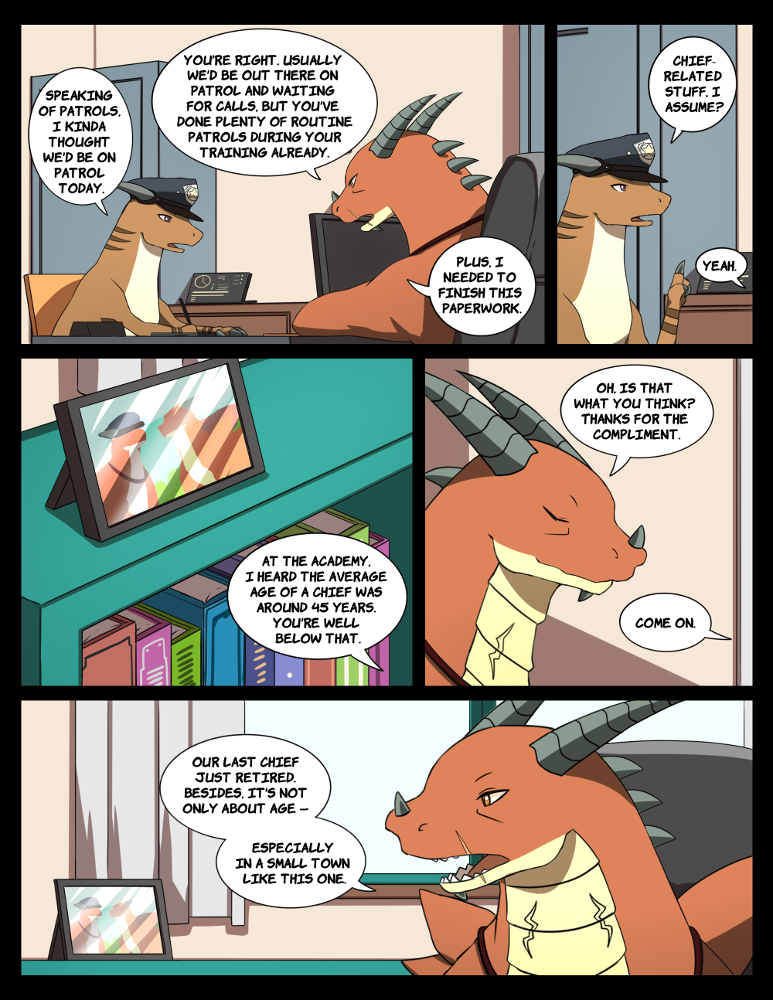 SPEAKING
OF PATROLS,
I KINDA
THOUGHT
WE'D BE ON
PATROL
TODAY.
YOU'RE RIGHT. USUALLY
WE'D BE OUT THERE ON
PATROL AND WAITING
FOR CALLS, BUT YOU'VE
DONE PLENTY OF ROUTINE
PATROLS DURING YOUR
TRAINING ALREADY.
PLUS, I
NEEDED TO
FINISH THIS
PAPERWORK.
CHIEF-
RELATED
STUFF, I
ASSUME?
YEAH.
AT THE ACADEMY,
I HEARD THE AVERAGE
AGE OF A CHIEF WAS
AROUND 45 YEARS.
YOU'RE WELL
BELOW THAT.
OH, IS THAT
WHAT YOU THINK?
THANKS FOR THE
COMPLIMENT.
COME ON.
OUR LAST CHIEF
JUST RETIRED.
BESIDES, IT'S NOT
ONLY ABOUT AGE –
ESPECIALLY
IN A SMALL TOWN
LIKE THIS ONE.